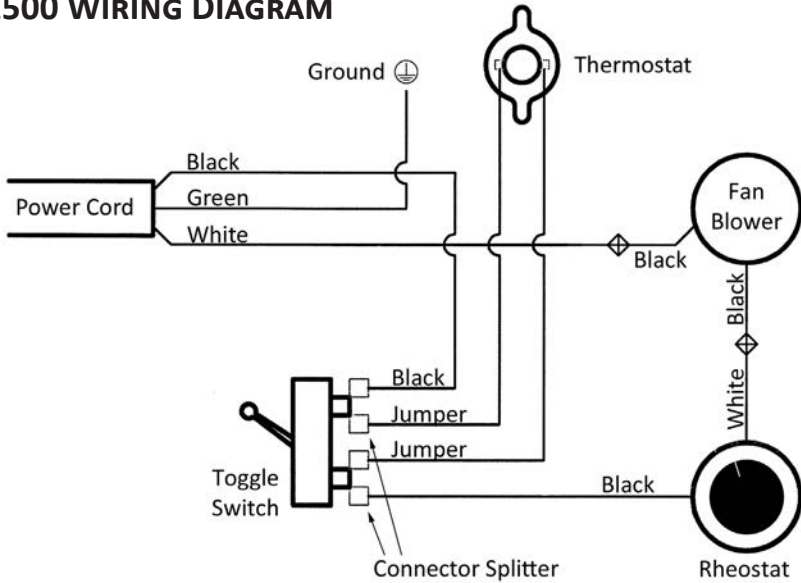 500 WIRING DIAGRAM
Ground
Thermostat
Black
Power Cord
Green
Fan
Blower
White
Black
Black
White
Black
Jumper
Jumper
Toggle
Switch
Black
Connector Splitter
Rheostat